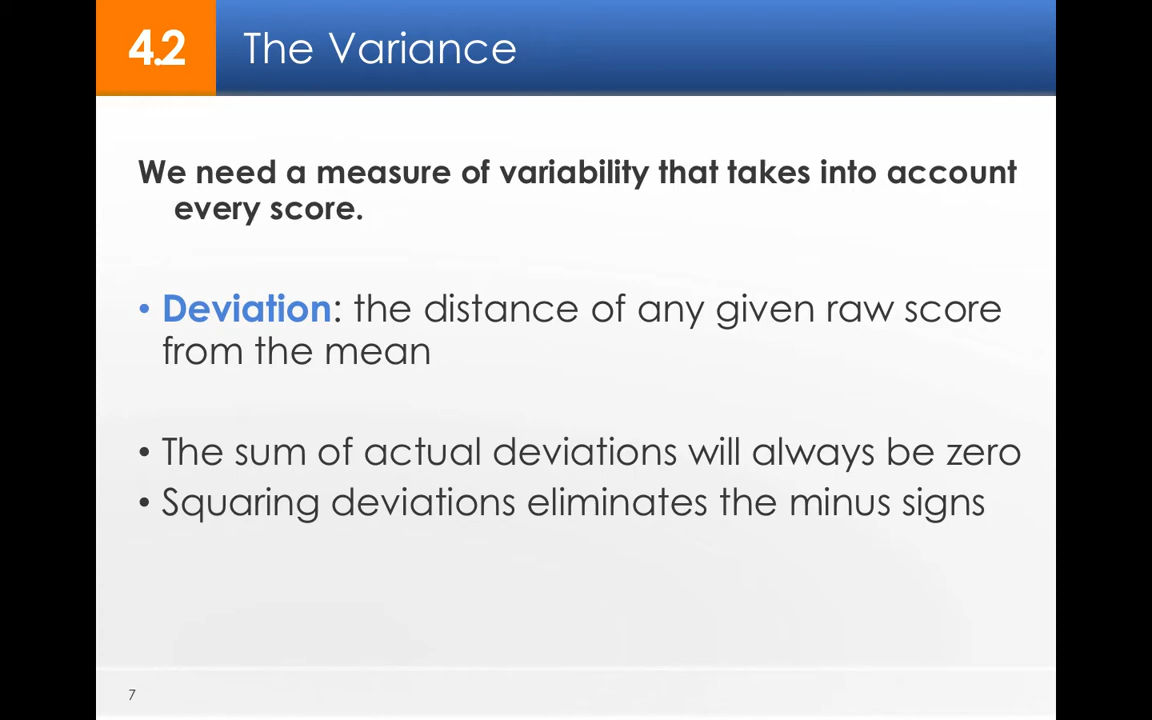 4.2 The Variance
We need a measure of variability that takes into account
every score.
• Deviation: the distance of any given raw score
from the mean
• The sum of actual deviations will always be zero
• Squaring deviations eliminates the minus signs
7